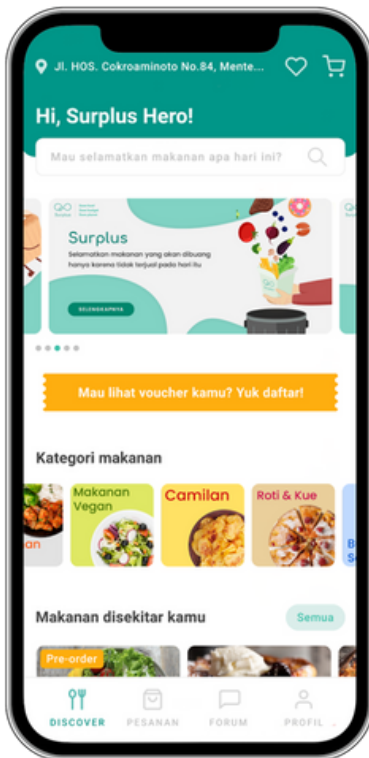 Jl. HOS. Cokroaminoto No.84, Mente...
Hi, Surplus Hero!
Mau selamatkan makanan apa hari ini?
Surplus
Surplus
Selamatkan makanan yang akan dibuang
hanya karena tidak terjual pada hari itu
SELENGKAPNYA
Mau lihat voucher kamu? Yuk daftar!
Kategori makanan
Makanan
Vegan
Camilan
Roti & Kue
Makanan disekitar kamu
Semua
Pre-order
DISCOVER
PESANAN
FORUM
PROFIL